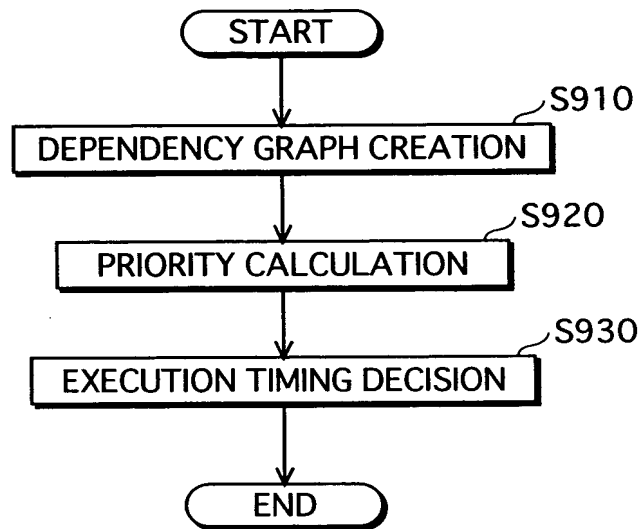 START
S910
DEPENDENCY GRAPH CREATION
S920
PRIORITY CALCULATION
S930
EXECUTION TIMING DECISION
END